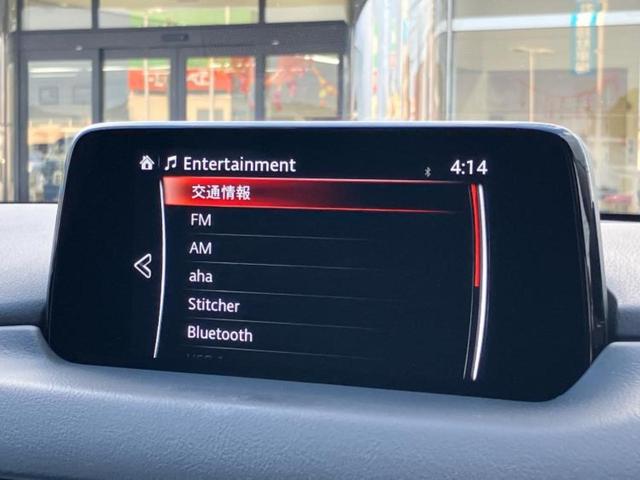 Entertainment 4:14
交通情報
FM
AM
aha
Stitcher
Bluetooth